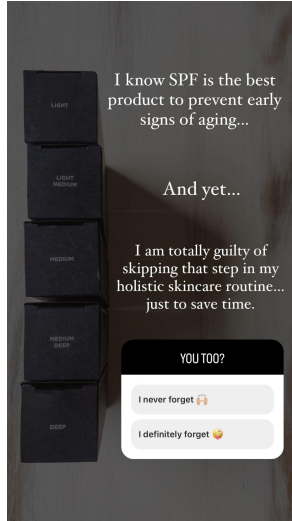 LIGHT
LIGHT
MEDIUM
MEDIUM
MEDIUM
DEEP
DEEP
I know SPF is the best
product to prevent early
signs of aging...
And yet...
I am totally guilty of
skipping that step in my
holistic skincare routine...
just to save time.
YOU TOO?
I never forget 🙌🏻
I definitely forget 🤪